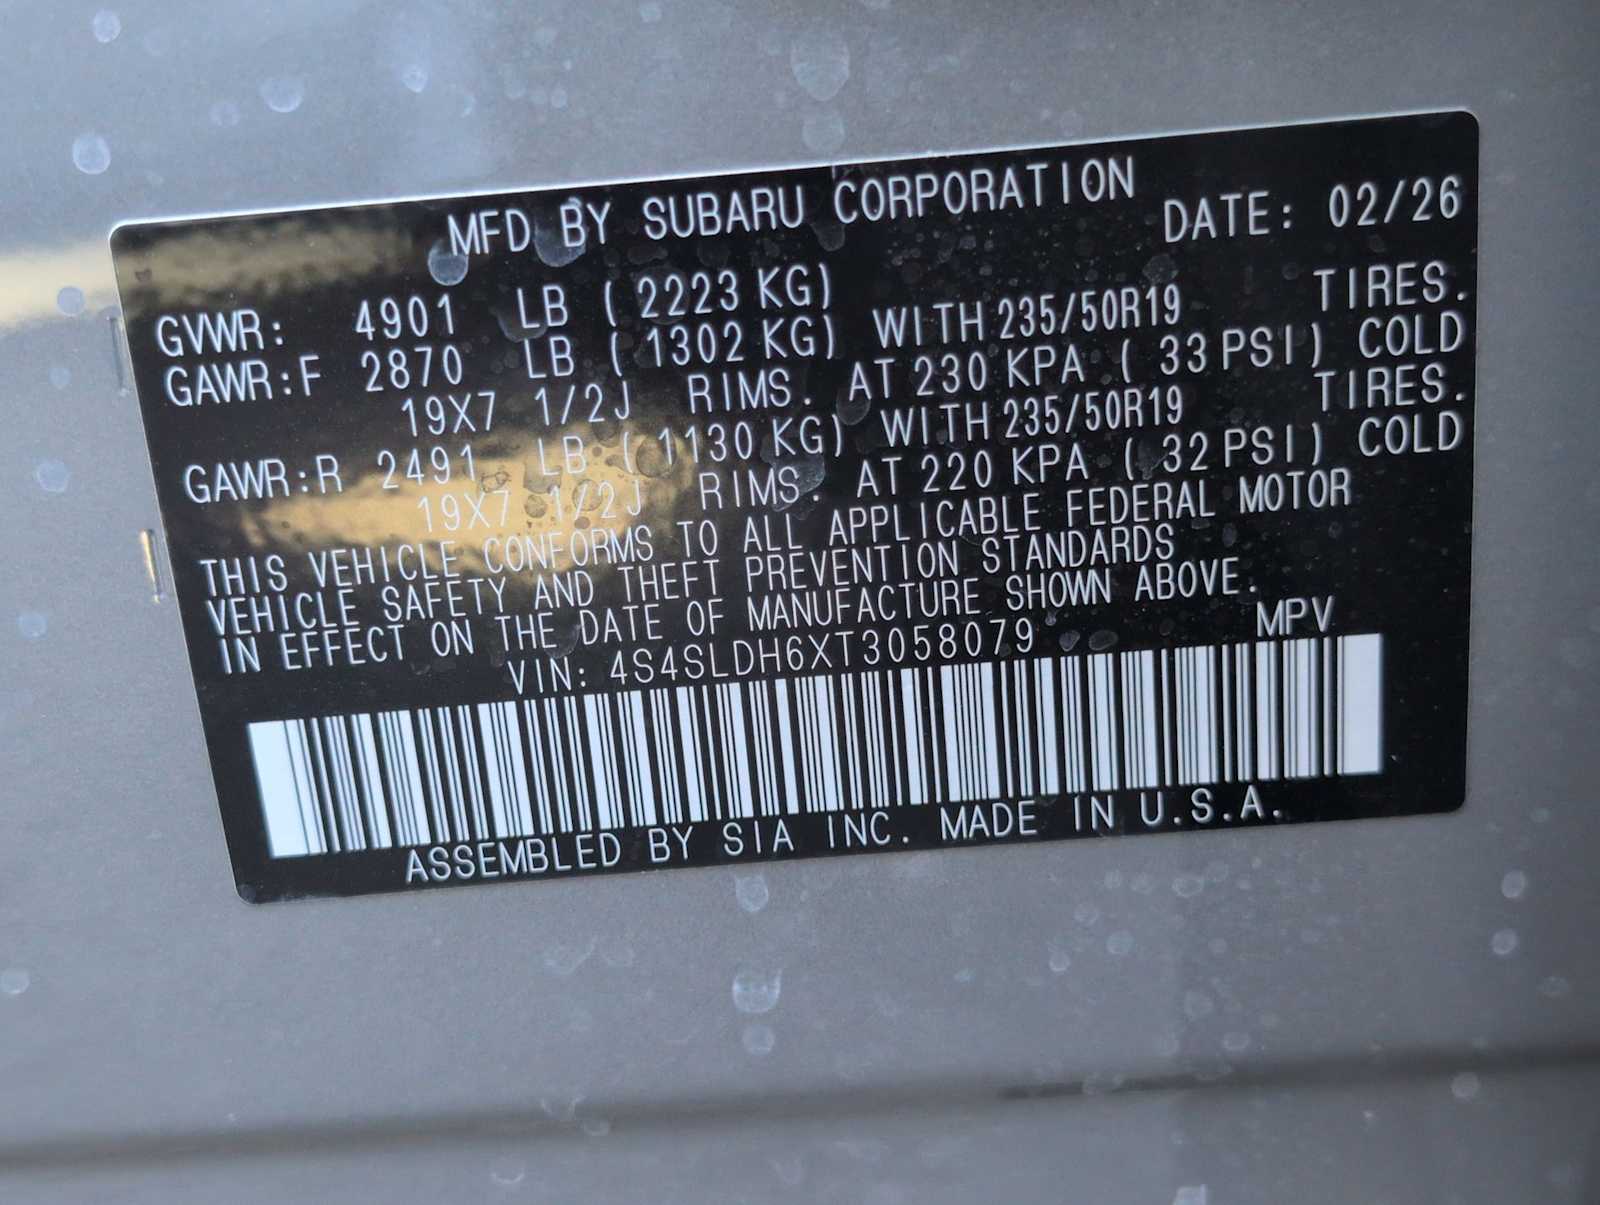 MFD BY SUBARU CORPORATION DATE: 02/26
GVWR: 4901 LB ( 2223 KG)
GAWR:F 2870 LB ( 1302 KG) WITH 235/50R19 TIRES.
19X7 1/2J RIMS. AT 230 KPA ( 33 PSI) COLD
GAWR:R 2491 LB ( 1130 KG) WITH 235/50R19 TIRES.
19X7 1/2J RIMS. AT 220 KPA ( 32 PSI) COLD
THIS VEHICLE CONFORMS TO ALL APPLICABLE FEDERAL MOTOR
VEHICLE SAFETY AND THEFT PREVENTION STANDARDS
IN EFFECT ON THE DATE OF MANUFACTURE SHOWN ABOVE.
VIN: 4S4SLDH6XT3058079 MPV
ASSEMBLED BY SIA INC. MADE IN U.S.A.